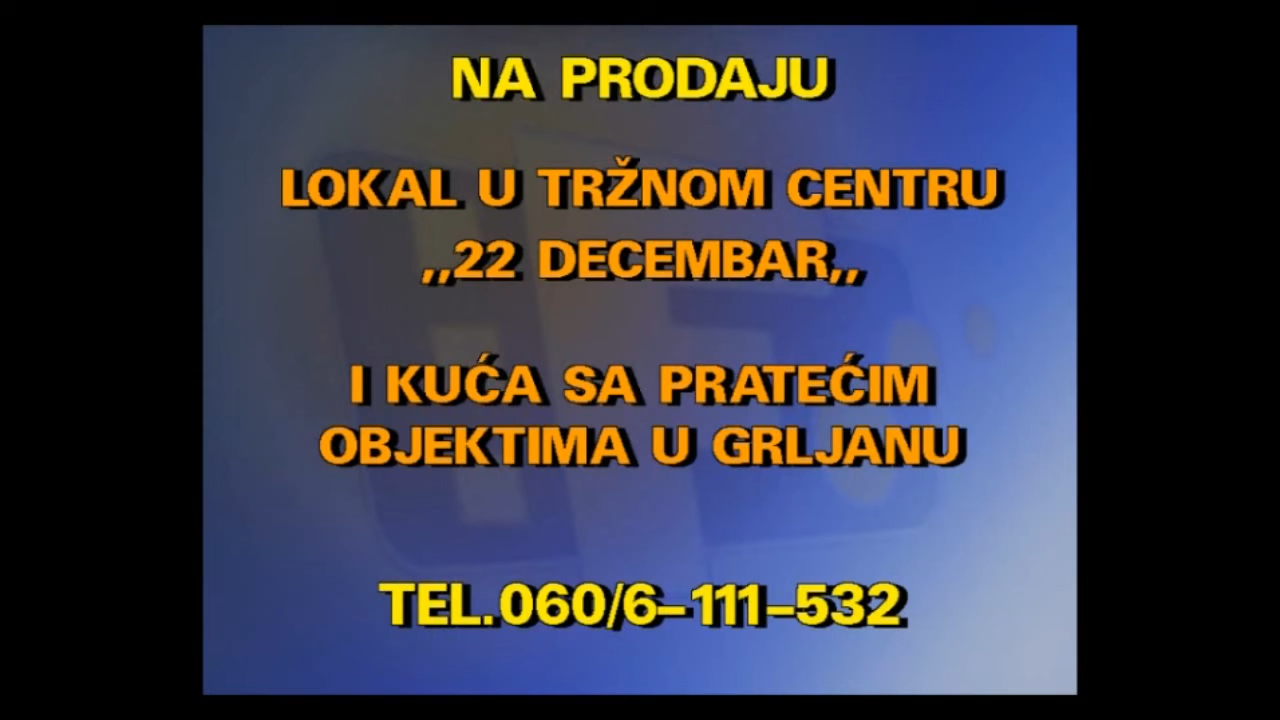 NA PRODAJU
LOKAL U TRŽNOM CENTRU
,,22 DECEMBAR,,
I KUĆA SA PRATEĆIM
OBJEKTIMA U GRLJANU
TEL.060/6-111-532